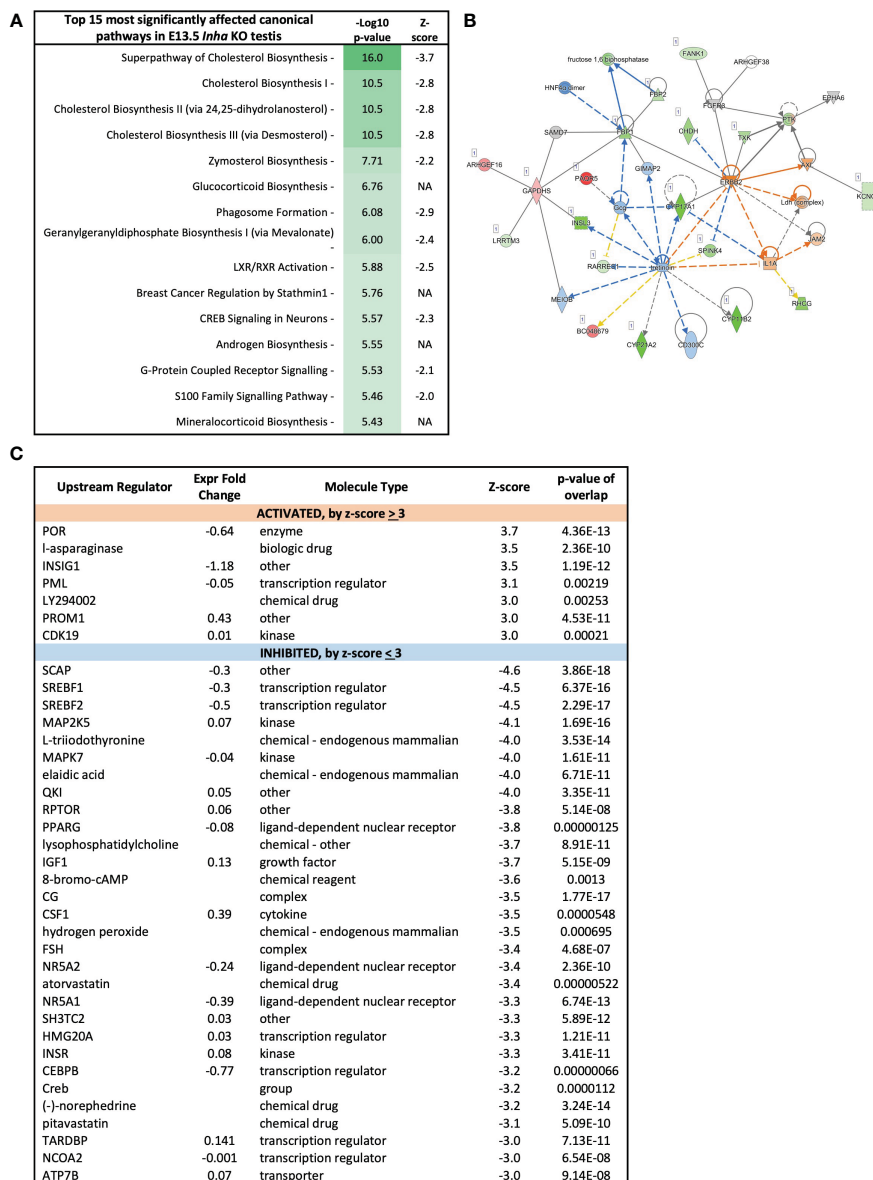 A
Top 15 most significantly affected canonical pathways in E13.5 Inha KO testis
-Log10 p-value
Z-score
Superpathway of Cholesterol Biosynthesis - 16.0 -3.7
Cholesterol Biosynthesis I - 10.5 -2.8
Cholesterol Biosynthesis II (via 24,25-dihydrolanosterol) - 10.5 -2.8
Cholesterol Biosynthesis III (via Desmosterol) - 10.5 -2.8
Zymosterol Biosynthesis - 7.71 -2.2
Glucocorticoid Biosynthesis - 6.76 NA
Phagosome Formation - 6.08 -2.9
Geranylgeranyldiphosphate Biosynthesis I (via Mevalonate) - 6.00 -2.4
LXR/RXR Activation - 5.88 -2.5
Breast Cancer Regulation by Stathmin1 - 5.76 NA
CREB Signaling in Neurons - 5.57 -2.3
Androgen Biosynthesis - 5.55 NA
G-Protein Coupled Receptor Signalling - 5.53 -2.1
S100 Family Signalling Pathway - 5.46 -2.0
Mineralocorticoid Biosynthesis - 5.43 NA
B
FANK1
fructose 1,6 biphosphatase
ARHGEF38
FBP2
EPHA6
FGFR3
PTK
SAMD7
FBP1
CHDH
TXK
ARHGEF16
GIMAP2
AXL
GAPDHS
ERBB2
KCNG
Ldh (complex)
Gcg
CYP17A1
INSL3
JAM2
LRRTM3
SPINK4
IL1A
MEIOB
RHCG
BC048679
CYP11B2
CYP21A2
CD300C
C
Upstream Regulator Expr Fold Change Molecule Type Z-score p-value of overlap
ACTIVATED, by z-score ≥ 3
POR -0.64 enzyme 3.7 4.36E-13
l-asparaginase biologic drug 3.5 2.36E-10
INSIG1 -1.18 other 3.5 1.19E-12
PML -0.05 transcription regulator 3.1 0.00219
LY294002 chemical drug 3.0 0.00253
PROM1 0.43 other 3.0 4.53E-11
CDK19 0.01 kinase 3.0 0.00021
INHIBITED, by z-score ≤ 3
SCAP -0.3 other -4.6 3.86E-18
SREBF1 -0.3 transcription regulator -4.5 6.37E-16
SREBF2 -0.5 transcription regulator -4.5 2.29E-17
MAP2K5 0.07 kinase -4.1 1.69E-16
L-triiodothyronine chemical - endogenous mammalian -4.0 3.53E-14
MAPK7 -0.04 kinase -4.0 1.61E-11
elaidic acid chemical - endogenous mammalian -4.0 6.71E-11
QKI 0.05 other -4.0 3.35E-11
RPTOR 0.06 other -3.8 5.14E-08
PPARG -0.08 ligand-dependent nuclear receptor -3.8 0.00000125
lysophosphatidylcholine chemical - other -3.7 8.91E-11
IGF1 0.13 growth factor -3.7 5.15E-09
8-bromo-cAMP chemical reagent -3.6 0.0013
CG complex -3.5 1.77E-17
CSF1 0.39 cytokine -3.5 0.0000548
hydrogen peroxide chemical - endogenous mammalian -3.5 0.000695
FSH complex -3.4 4.68E-07
NR5A2 -0.24 ligand-dependent nuclear receptor -3.4 2.36E-10
atorvastatin chemical drug -3.4 0.00000522
NR5A1 -0.39 ligand-dependent nuclear receptor -3.3 6.74E-13
SH3TC2 0.03 other -3.3 5.89E-12
HMG20A 0.03 transcription regulator -3.3 1.21E-11
INSR 0.08 kinase -3.3 3.41E-11
CEBPB -0.77 transcription regulator -3.2 0.00000066
Creb group -3.2 0.0000112
(-)-norephedrine chemical drug -3.2 3.24E-14
pitavastatin chemical drug -3.1 5.09E-10
TARDBP 0.141 transcription regulator -3.0 7.13E-11
NCOA2 -0.001 transcription regulator -3.0 6.54E-08
ATP7B 0.07 transporter -3.0 9.14E-08